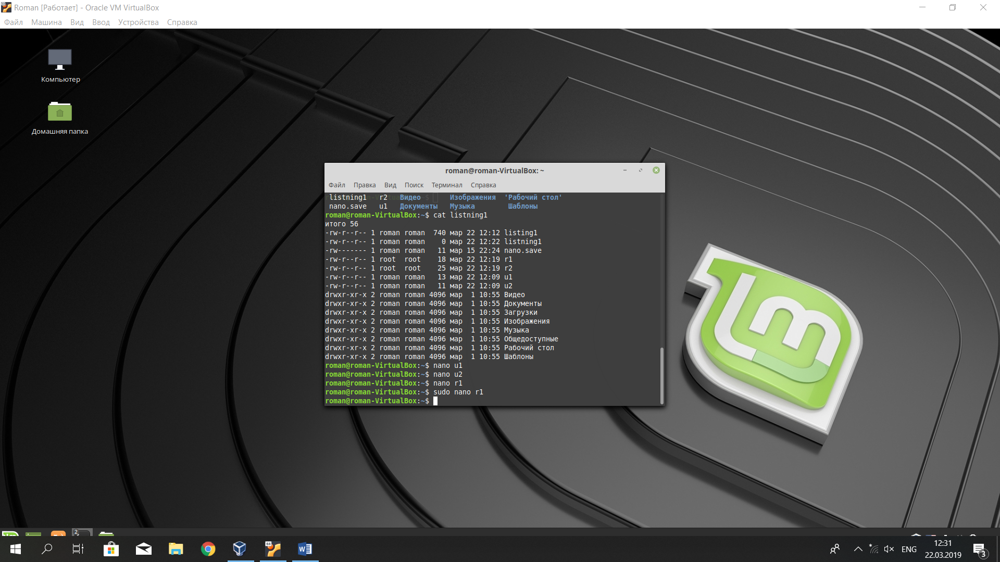 Roman [Работает] - Oracle VM VirtualBox
Файл Машина Вид Ввод Устройства Справка
Компьютер
Домашняя папка
roman@roman-VirtualBox: ~
Файл Правка Вид Поиск Терминал Справка
listning1 r2 Видео Изображения 'Рабочий стол'
nano.save u1 Документы Музыка Шаблоны
roman@roman-VirtualBox:~$ cat listning1
итого 56
-rw-r--r-- 1 roman roman 740 мар 22 12:12 listing1
-rw-r--r-- 1 roman roman 0 мар 22 12:22 listning1
-rw------- 1 roman roman 11 мар 15 22:24 nano.save
-rw-r--r-- 1 root root 18 мар 22 12:19 r1
-rw-r--r-- 1 root root 25 мар 22 12:19 r2
-rw-r--r-- 1 roman roman 13 мар 22 12:09 u1
-rw-r--r-- 1 roman roman 11 мар 22 12:09 u2
drwxr-xr-x 2 roman roman 4096 мар 1 10:55 Видео
drwxr-xr-x 2 roman roman 4096 мар 1 10:55 Документы
drwxr-xr-x 2 roman roman 4096 мар 1 10:55 Загрузки
drwxr-xr-x 2 roman roman 4096 мар 1 10:55 Изображения
drwxr-xr-x 2 roman roman 4096 мар 1 10:55 Музыка
drwxr-xr-x 2 roman roman 4096 мар 1 10:55 Общедоступные
drwxr-xr-x 2 roman roman 4096 мар 1 10:55 Рабочий стол
drwxr-xr-x 2 roman roman 4096 мар 1 10:55 Шаблоны
roman@roman-VirtualBox:~$ nano u1
roman@roman-VirtualBox:~$ nano u2
roman@roman-VirtualBox:~$ nano r1
roman@roman-VirtualBox:~$ sudo nano r1
roman@roman-VirtualBox:~$
lm
2
64
W
ENG
12:31
22.03.2019
3